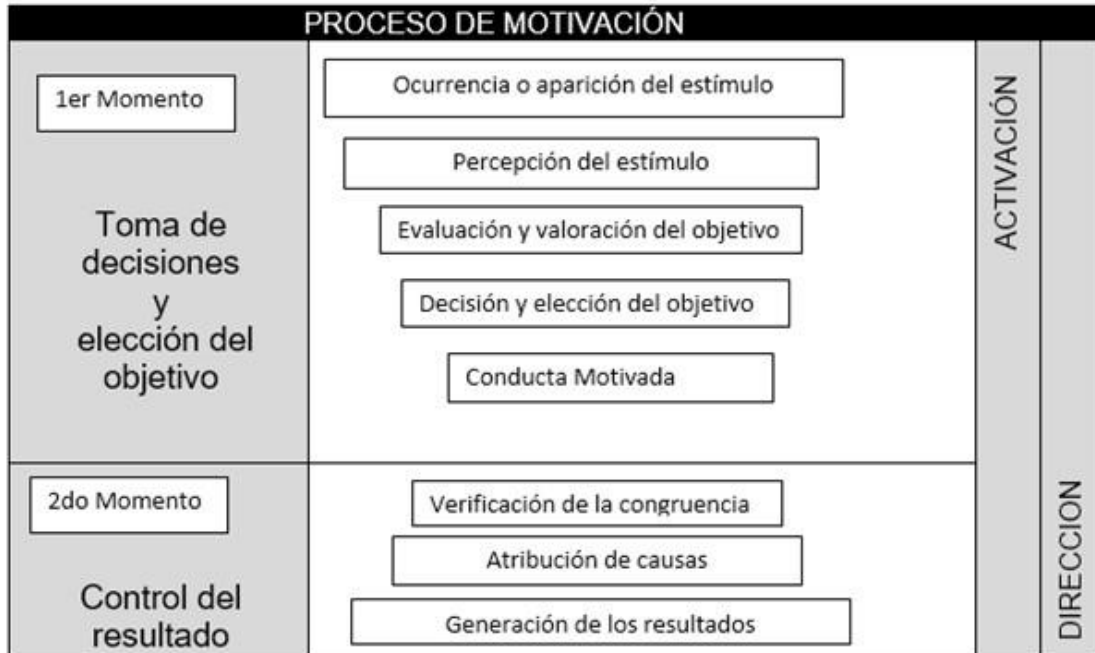 PROCESO DE MOTIVACIÓN
1er Momento
Toma de
decisiones
y
elección del
objetivo
Ocurrencia o aparición del estímulo
Percepción del estímulo
Evaluación y valoración del objetivo
Decisión y elección del objetivo
Conducta Motivada
ACTIVACIÓN
2do Momento
Control del
resultado
Verificación de la congruencia
Atribución de causas
Generación de los resultados
DIRECCION